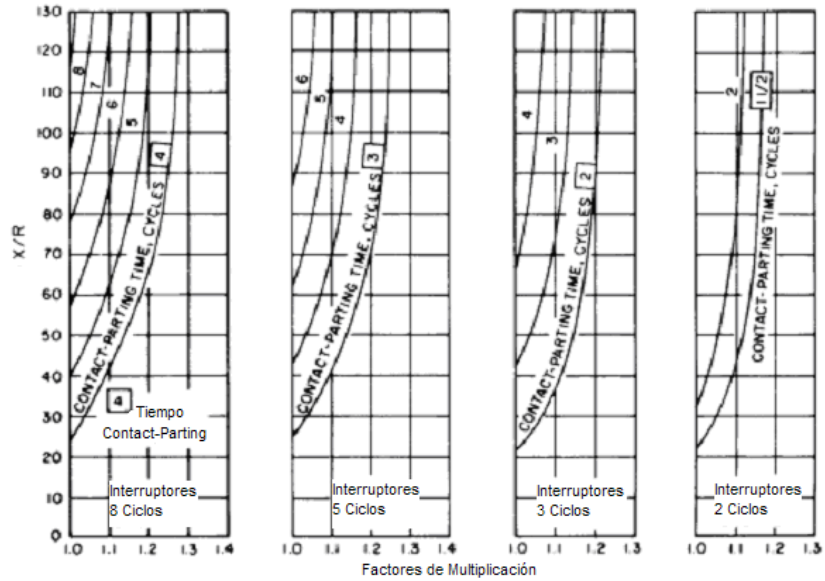 130
120
110
100
90
80
70
60
50
40
30
20
10
0
X/R
8
7
6
5
4
CONTACT-PARTING TIME, CYCLES
4
Tiempo
Contact-Parting
Interruptores
8 Ciclos
1.0 1.1 1.2 1.3 1.4
6
5
4
3
CONTACT-PARTING TIME, CYCLES
Interruptores
5 Ciclos
1.0 1.1 1.2 1.3 1.4
4
3
2
CONTACT-PARTING TIME, CYCLES
Interruptores
3 Ciclos
1.0 1.1 1.2 1.3
2
1 1/2
CONTACT-PARTING TIME, CYCLES
Interruptores
2 Ciclos
1.0 1.1 1.2 1.3
Factores de Multiplicación